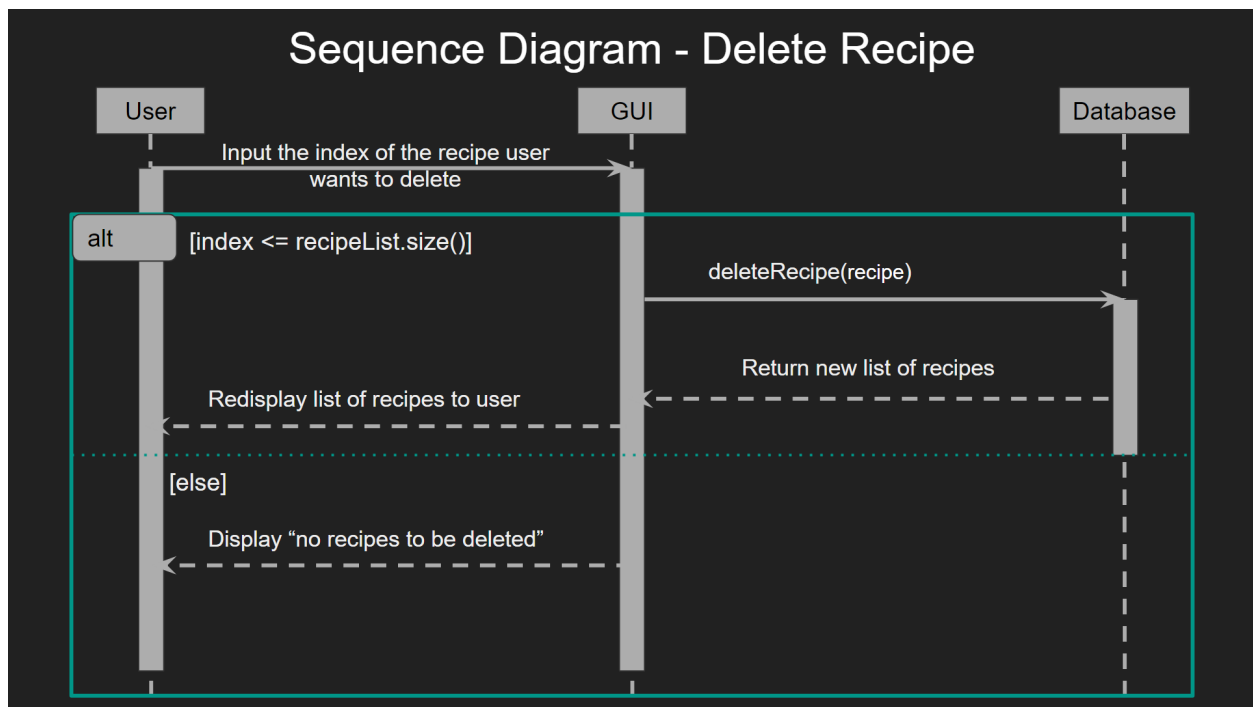 Sequence Diagram - Delete Recipe
User
GUI
Database
Input the index of the recipe user
wants to delete
alt
[index <= recipeList.size()]
deleteRecipe(recipe)
Return new list of recipes
Redisplay list of recipes to user
[else]
Display “no recipes to be deleted”